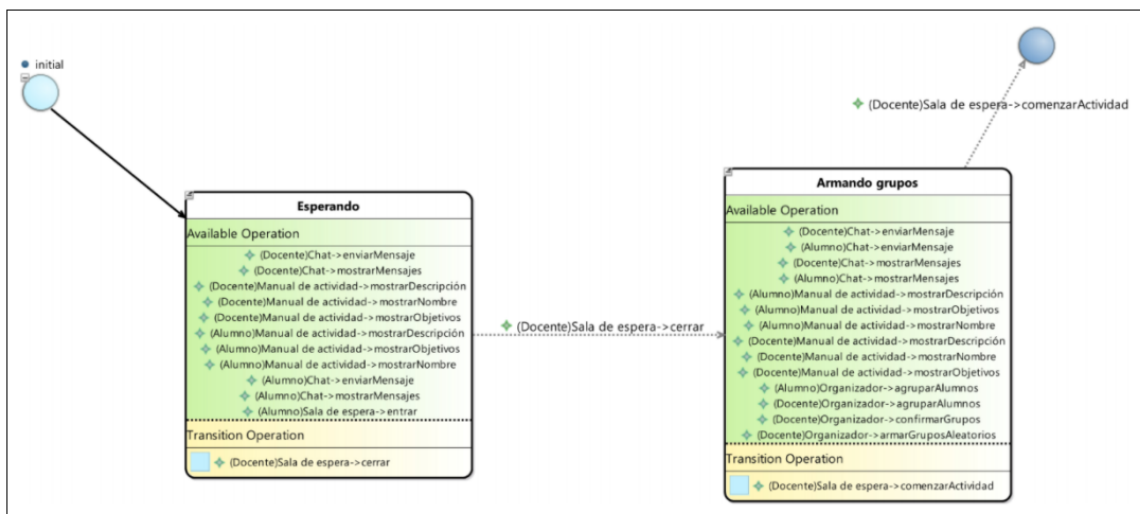 initial
(Docente)Sala de espera->comenzarActividad
Esperando
Available Operation
(Docente)Chat->enviarMensaje
(Docente)Chat->mostrarMensajes
(Docente)Manual de actividad->mostrarDescripción
(Docente)Manual de actividad->mostrarNombre
(Docente)Manual de actividad->mostrarObjetivos
(Alumno)Manual de actividad->mostrarDescripción
(Alumno)Manual de actividad->mostrarObjetivos
(Alumno)Manual de actividad->mostrarNombre
(Alumno)Chat->enviarMensaje
(Alumno)Chat->mostrarMensajes
(Alumno)Sala de espera->entrar
Transition Operation
(Docente)Sala de espera->cerrar
(Docente)Sala de espera->cerrar
Armando grupos
Available Operation
(Docente)Chat->enviarMensaje
(Alumno)Chat->enviarMensaje
(Docente)Chat->mostrarMensajes
(Alumno)Chat->mostrarMensajes
(Alumno)Manual de actividad->mostrarDescripción
(Alumno)Manual de actividad->mostrarObjetivos
(Alumno)Manual de actividad->mostrarNombre
(Docente)Manual de actividad->mostrarDescripción
(Docente)Manual de actividad->mostrarNombre
(Docente)Manual de actividad->mostrarObjetivos
(Alumno)Organizador->agruparAlumnos
(Docente)Organizador->agruparAlumnos
(Docente)Organizador->confirmarGrupos
(Docente)Organizador->armarGruposAleatorios
Transition Operation
(Docente)Sala de espera->comenzarActividad